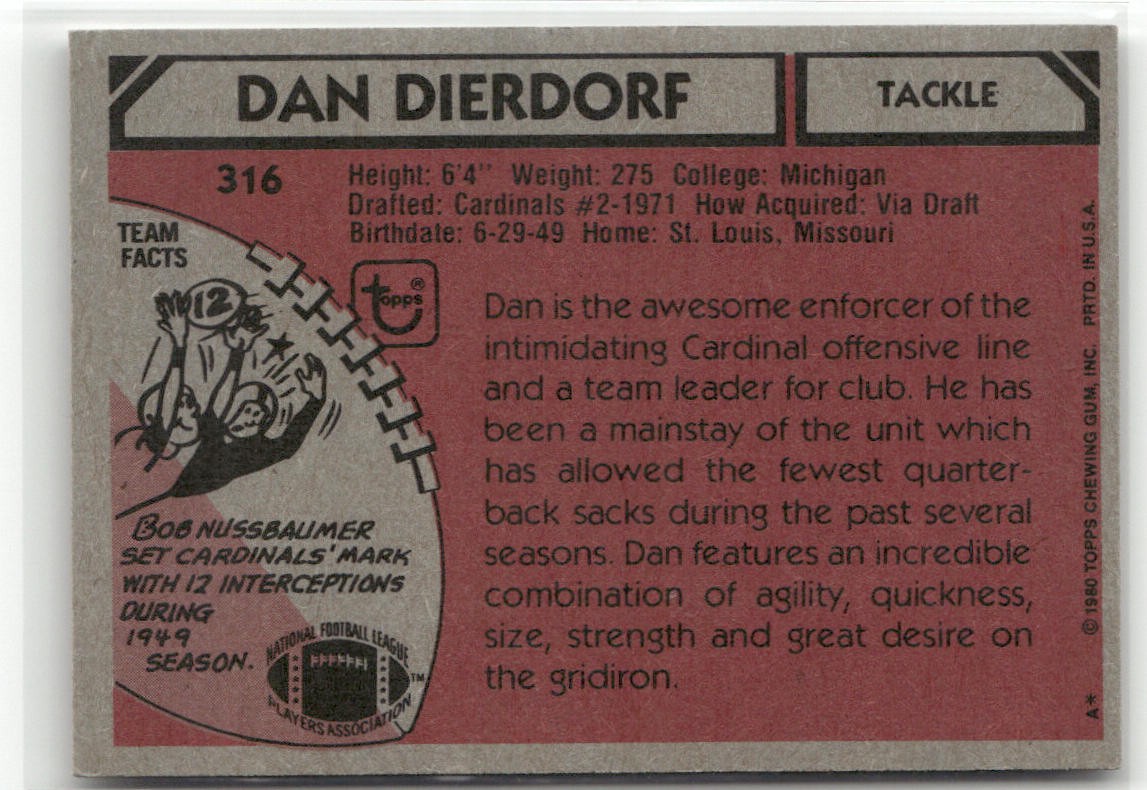 DAN DIERDORF
TACKLE
316
Height: 6'4" Weight: 275 College: Michigan
Drafted: Cardinals #2-1971 How Acquired: Via Draft
Birthdate: 6-29-49 Home: St. Louis, Missouri
TEAM
FACTS
12
topps®
Dan is the awesome enforcer of the
intimidating Cardinal offensive line
and a team leader for club. He has
been a mainstay of the unit which
has allowed the fewest quarter-
back sacks during the past several
seasons. Dan features an incredible
combination of agility, quickness,
size, strength and great desire on
the gridiron.
BOB NUSSBAUMER
SET CARDINALS' MARK
WITH 12 INTERCEPTIONS
DURING
1949
SEASON.
NATIONAL FOOTBALL LEAGUE
PLAYERS ASSOCIATION
TM
©1980 TOPPS CHEWING GUM, INC. PRTD. IN U.S.A.
A*